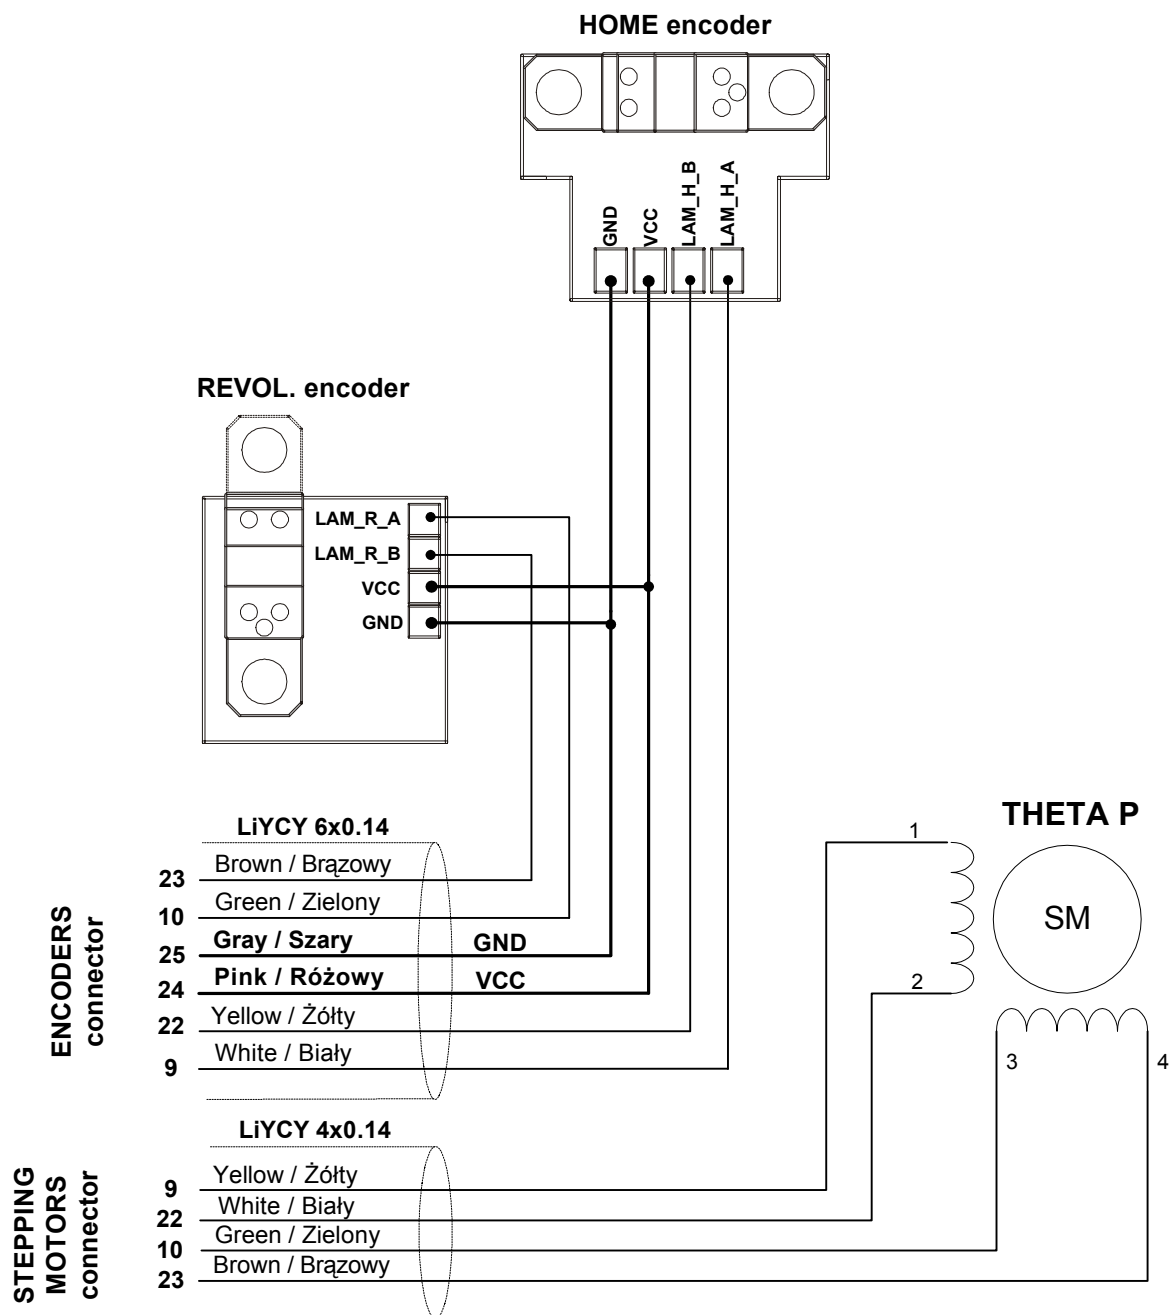 HOME encoder
GND
VCC
LAM_H_B
LAM_H_A
REVOL. encoder
LAM_R_A
LAM_R_B
VCC
GND
LiYCY 6x0.14
ENCODERS
connector
23 Brown / Brązowy
10 Green / Zielony
25 Gray / Szary GND
24 Pink / Różowy VCC
22 Yellow / Żółty
9 White / Biały
THETA P
SM
1
2
3
4
LiYCY 4x0.14
STEPPING
MOTORS
connector
9 Yellow / Żółty
22 White / Biały
10 Green / Zielony
23 Brown / Brązowy